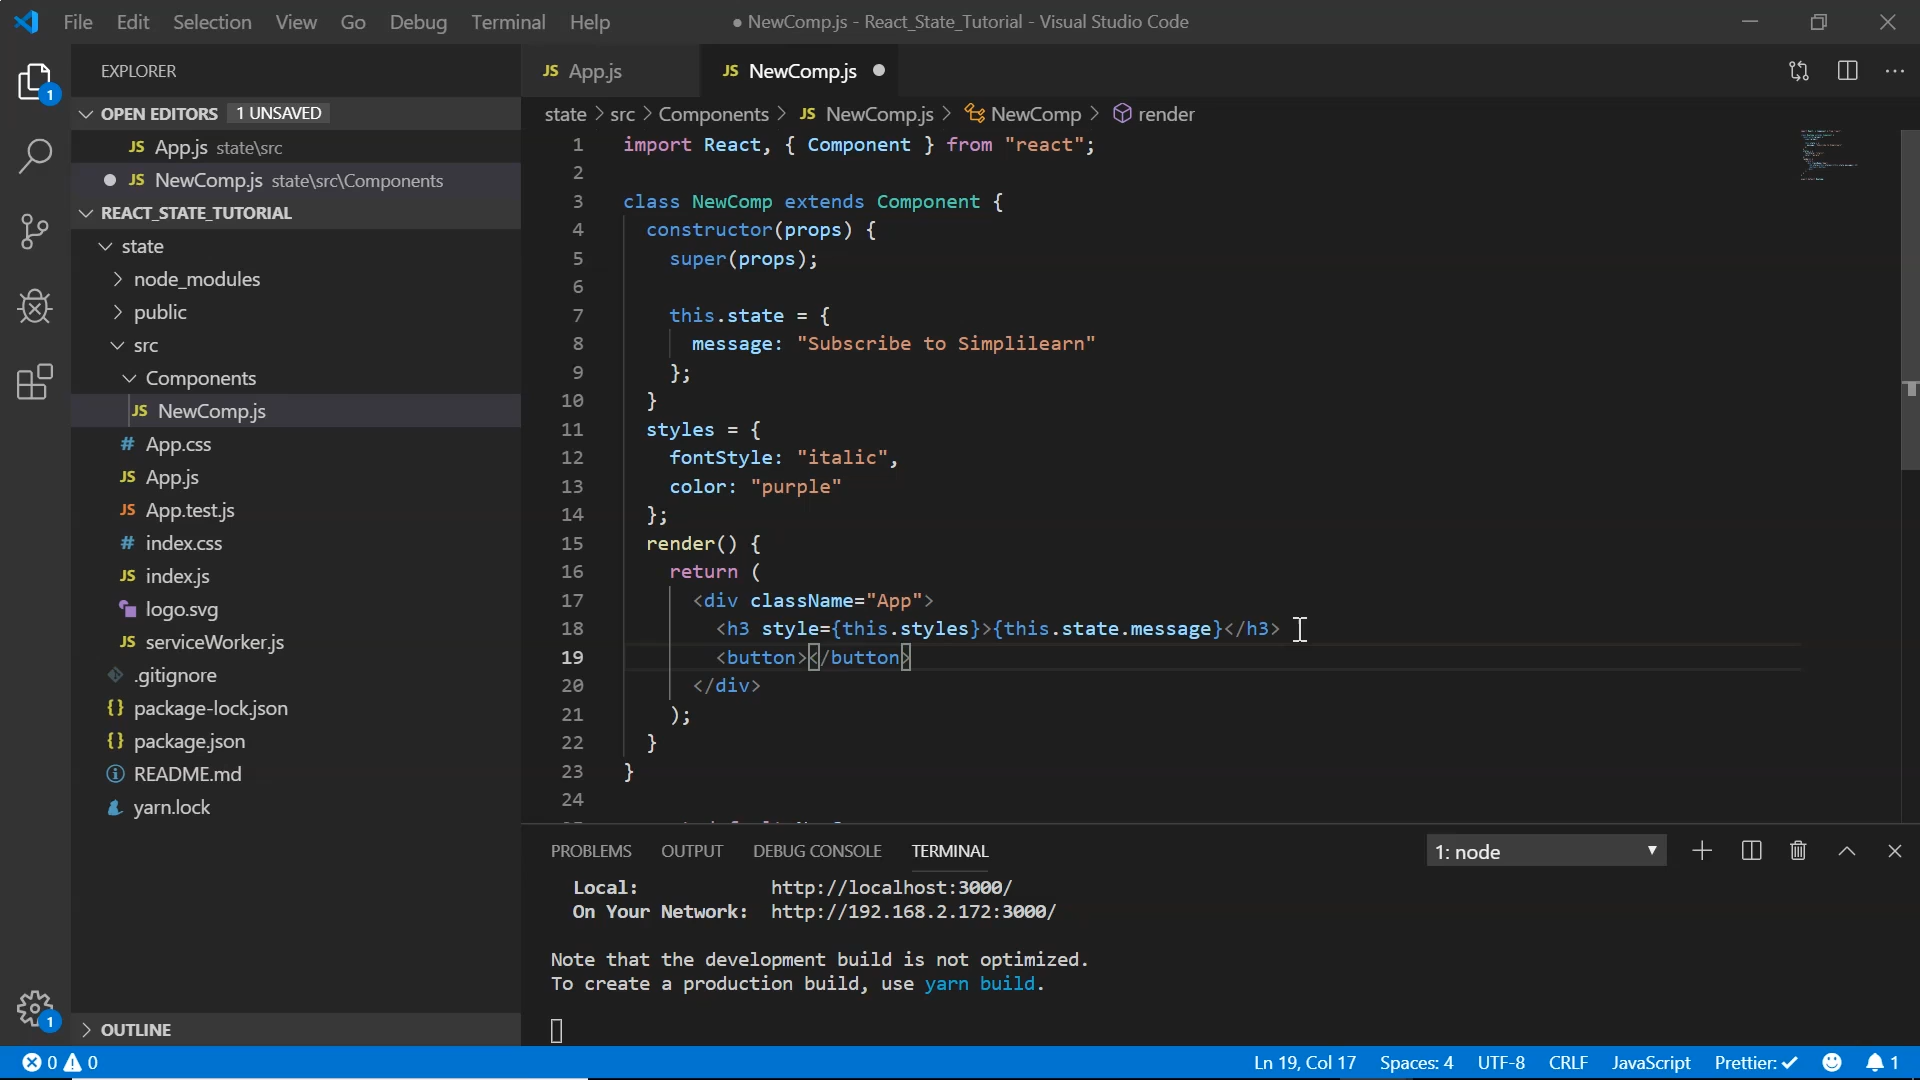 File Edit Selection View Go Debug Terminal Help
● NewComp.js - React_State_Tutorial - Visual Studio Code
EXPLORER
1
OPEN EDITORS 1 UNSAVED
JS App.js state\src
● JS NewComp.js state\src\Components
REACT_STATE_TUTORIAL
state
node_modules
public
src
Components
JS NewComp.js
# App.css
JS App.js
JS App.test.js
# index.css
JS index.js
logo.svg
JS serviceWorker.js
.gitignore
{} package-lock.json
{} package.json
README.md
yarn.lock
OUTLINE
1
JS App.js
JS NewComp.js ●
state > src > Components > JS NewComp.js > NewComp > render
1 import React, { Component } from "react";
2
3 class NewComp extends Component {
4 constructor(props) {
5 super(props);
6
7 this.state = {
8 message: "Subscribe to Simplilearn"
9 };
10 }
11 styles = {
12 fontStyle: "italic",
13 color: "purple"
14 };
15 render() {
16 return (
17 <div className="App">
18 <h3 style={this.styles}>{this.state.message}</h3>
19 <button></button>
20 </div>
21 );
22 }
23 }
24
PROBLEMS OUTPUT DEBUG CONSOLE TERMINAL
1: node
Local: http://localhost:3000/
On Your Network: http://192.168.2.172:3000/
Note that the development build is not optimized.
To create a production build, use yarn build.
0 0
Ln 19, Col 17 Spaces: 4 UTF-8 CRLF JavaScript Prettier: ✓ 1